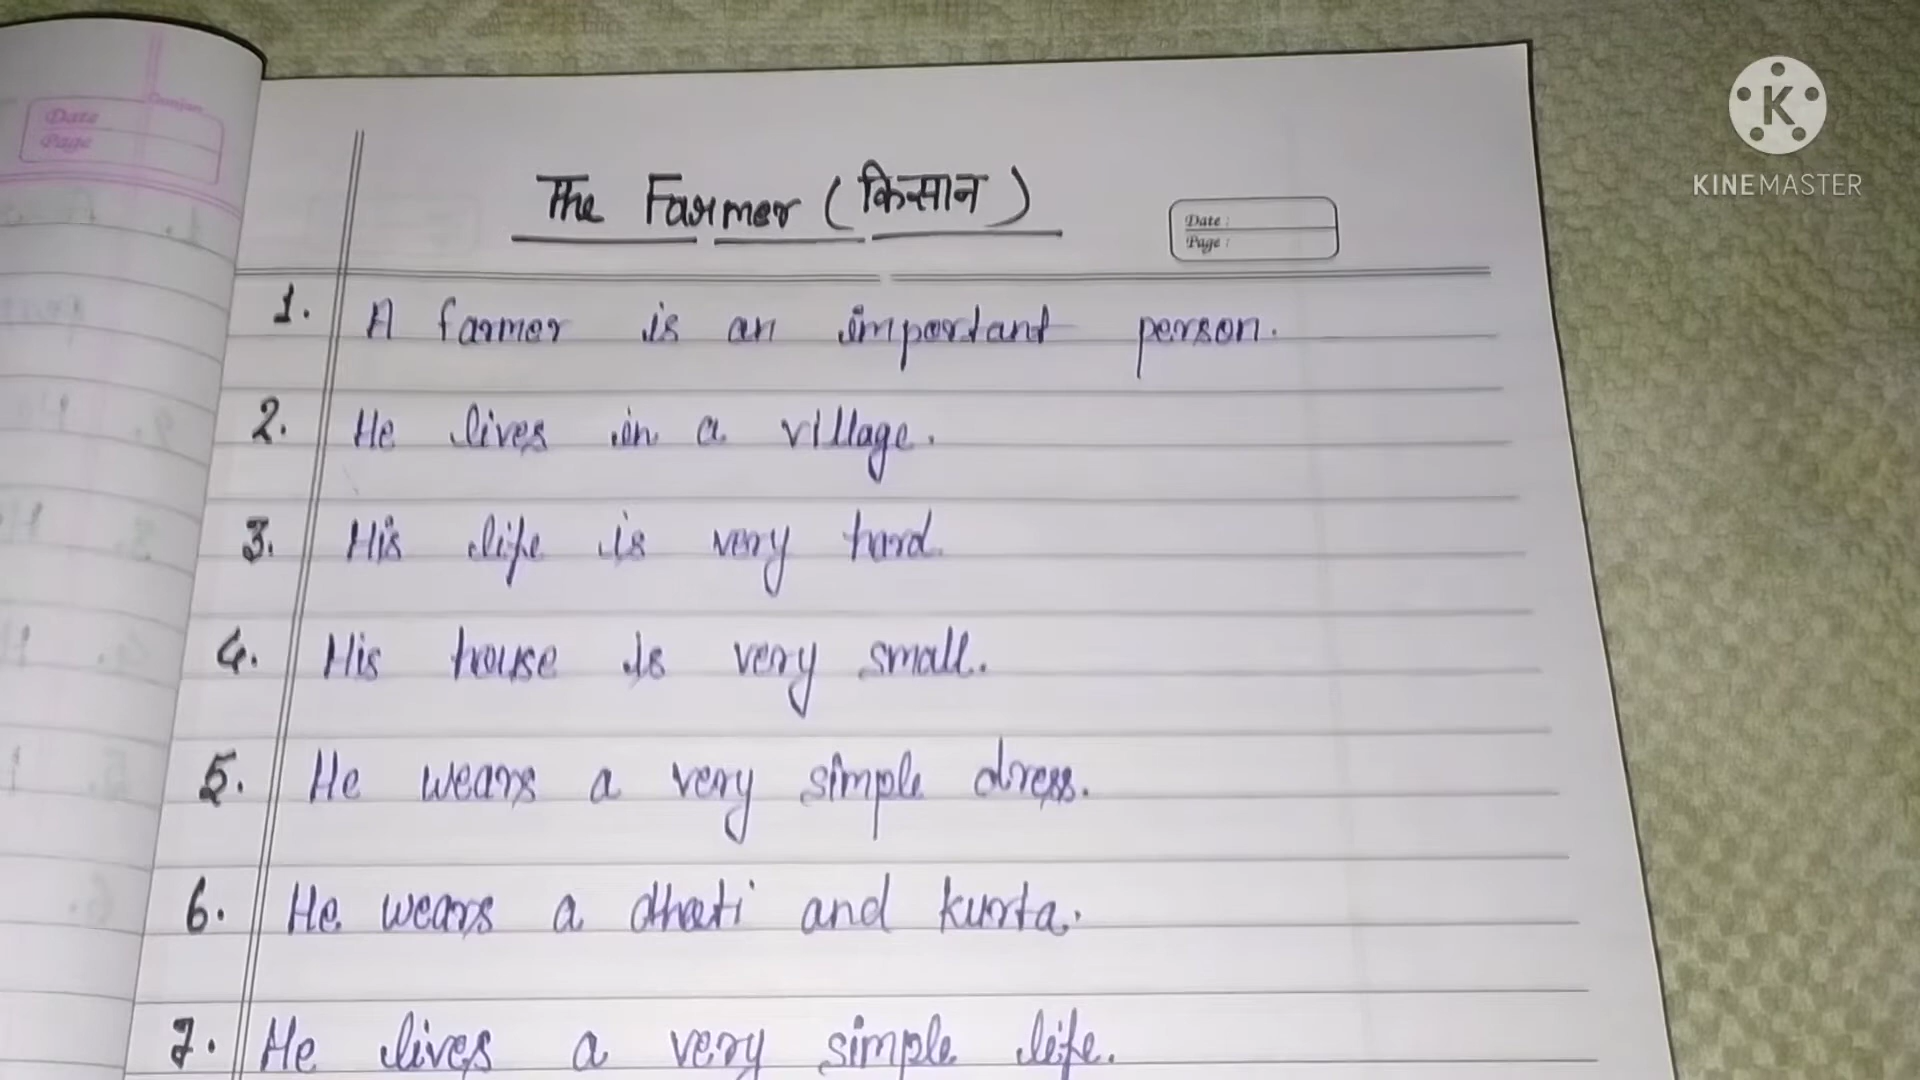 Date
Page
KINEMASTER
The Farmer (किसान)
Date :
Page :
1. A farmer is an important person.
2. He lives in a village.
3. His life is very hard.
4. His house is very small.
5. He wears a very simple dress.
6. He wears a dhoti and kurta.
7. He lives a very simple life.